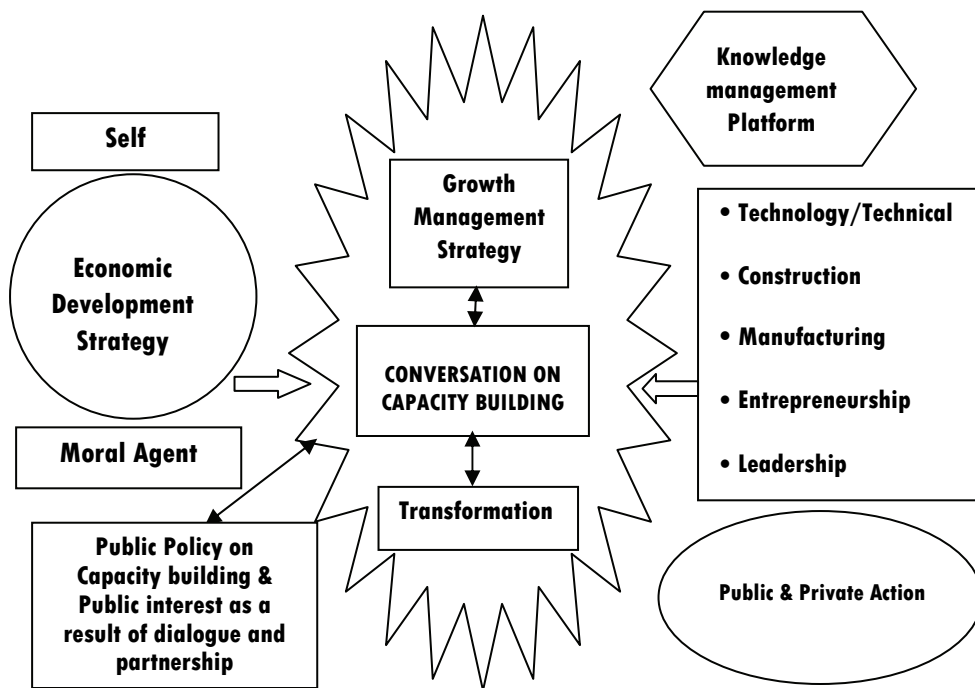 Self
Economic
Development
Strategy
Moral Agent
Public Policy on
Capacity building &
Public interest as a
result of dialogue and
partnership
Growth
Management
Strategy
CONVERSATION ON
CAPACITY BUILDING
Transformation
Knowledge
management
Platform
• Technology/Technical
• Construction
• Manufacturing
• Entrepreneurship
• Leadership
Public & Private Action